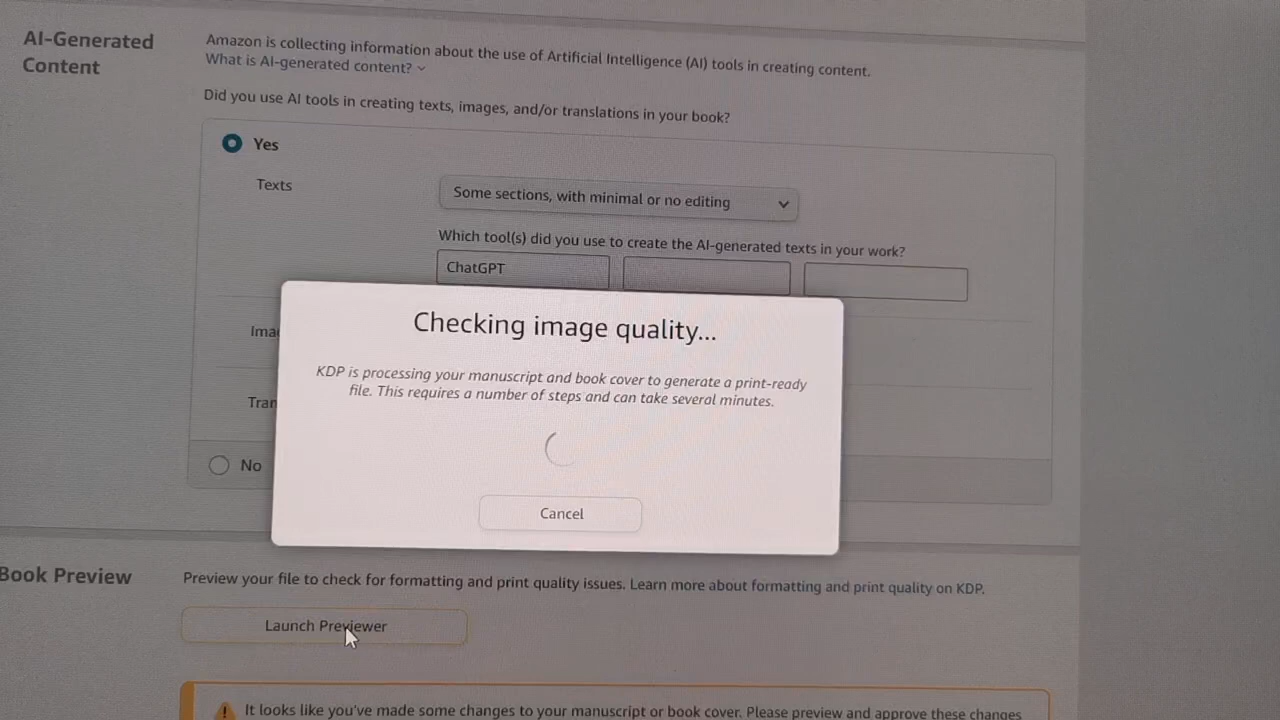 AI-Generated
Content
Amazon is collecting information about the use of Artificial Intelligence (AI) tools in creating content.
What is AI-generated content?
Did you use AI tools in creating texts, images, and/or translations in your book?
Yes
Texts
Some sections, with minimal or no editing
Which tool(s) did you use to create the AI-generated texts in your work?
ChatGPT
Checking image quality...
KDP is processing your manuscript and book cover to generate a print-ready
file. This requires a number of steps and can take several minutes.
No
Cancel
Book Preview
Preview your file to check for formatting and print quality issues. Learn more about formatting and print quality on KDP.
Launch Previewer
It looks like you've made some changes to your manuscript or book cover. Please preview and approve these changes